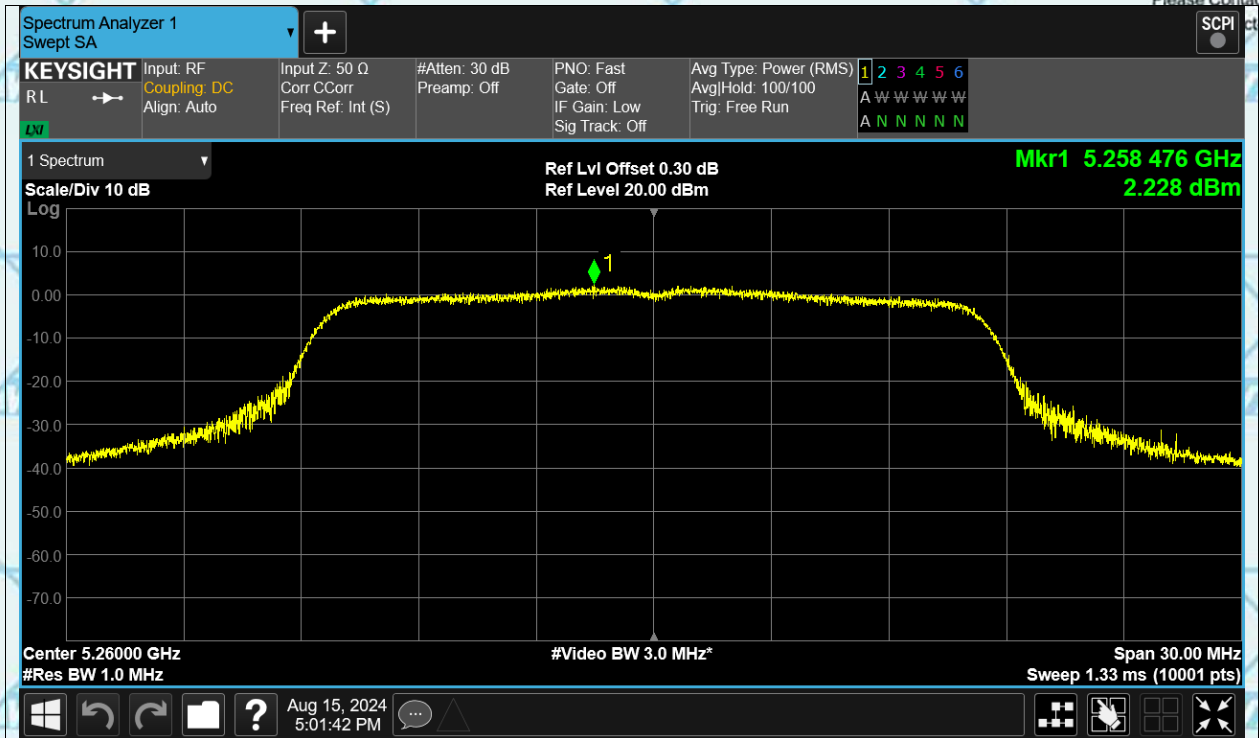 Please Conta
Spectrum Analyzer 1
Swept SA
SCPI
ct
KEYSIGHT
RL
LXI
Input: RF
Coupling: DC
Align: Auto
Input Z: 50 Ω
Corr CCorr
Freq Ref: Int (S)
#Atten: 30 dB
Preamp: Off
PNO: Fast
Gate: Off
IF Gain: Low
Sig Track: Off
Avg Type: Power (RMS)
Avg|Hold: 100/100
Trig: Free Run
1 2 3 4 5 6
A W W W W W
A N N N N N
1 Spectrum
Scale/Div 10 dB
Log
Ref Lvl Offset 0.30 dB
Ref Level 20.00 dBm
Mkr1 5.258 476 GHz
2.228 dBm
1
10.0
0.00
-10.0
-20.0
-30.0
-40.0
-50.0
-60.0
-70.0
Center 5.26000 GHz
#Res BW 1.0 MHz
#Video BW 3.0 MHz*
Span 30.00 MHz
Sweep 1.33 ms (10001 pts)
?
Aug 15, 2024
5:01:42 PM